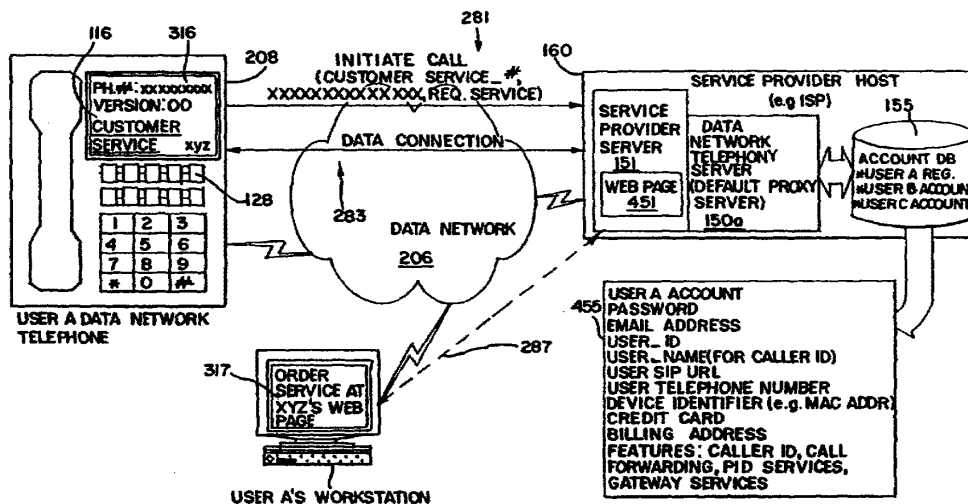 281
116
316
208
INITIATE CALL
(CUSTOMER SERVICE_#,
XXXXXXXXXXXXXX, REQ. SERVICE)
160
SERVICE PROVIDER HOST
(e.g ISP)
155
PH.#: xxxxxxxxx
VERSION:OO
CUSTOMER
SERVICE xyz
SERVICE
PROVIDER
SERVER
151
WEB PAGE
451
DATA
NETWORK
TELEPHONY
SERVER
(DEFAULT PROXY
SERVER)
150a
ACCOUNT DB
*USER A REG.
*USER B ACCOUNT
*USER C ACCOUNT
DATA CONNECTION
283
128
1 2 3
4 5 6
7 8 9
* 0 #
DATA NETWORK
206
USER A DATA NETWORK
TELEPHONE
287
317
ORDER
SERVICE AT
XYZ'S WEB
PAGE
USER A'S WORKSTATION
455
USER A ACCOUNT
PASSWORD
EMAIL ADDRESS
USER_ID
USER_NAME(FOR CALLER ID)
USER SIP URL
USER TELEPHONE NUMBER
DEVICE IDENTIFIER (e.g. MAC ADDR)
CREDIT CARD
BILLING ADDRESS
FEATURES: CALLER ID, CALL
FORWARDING, PID SERVICES,
GATEWAY SERVICES